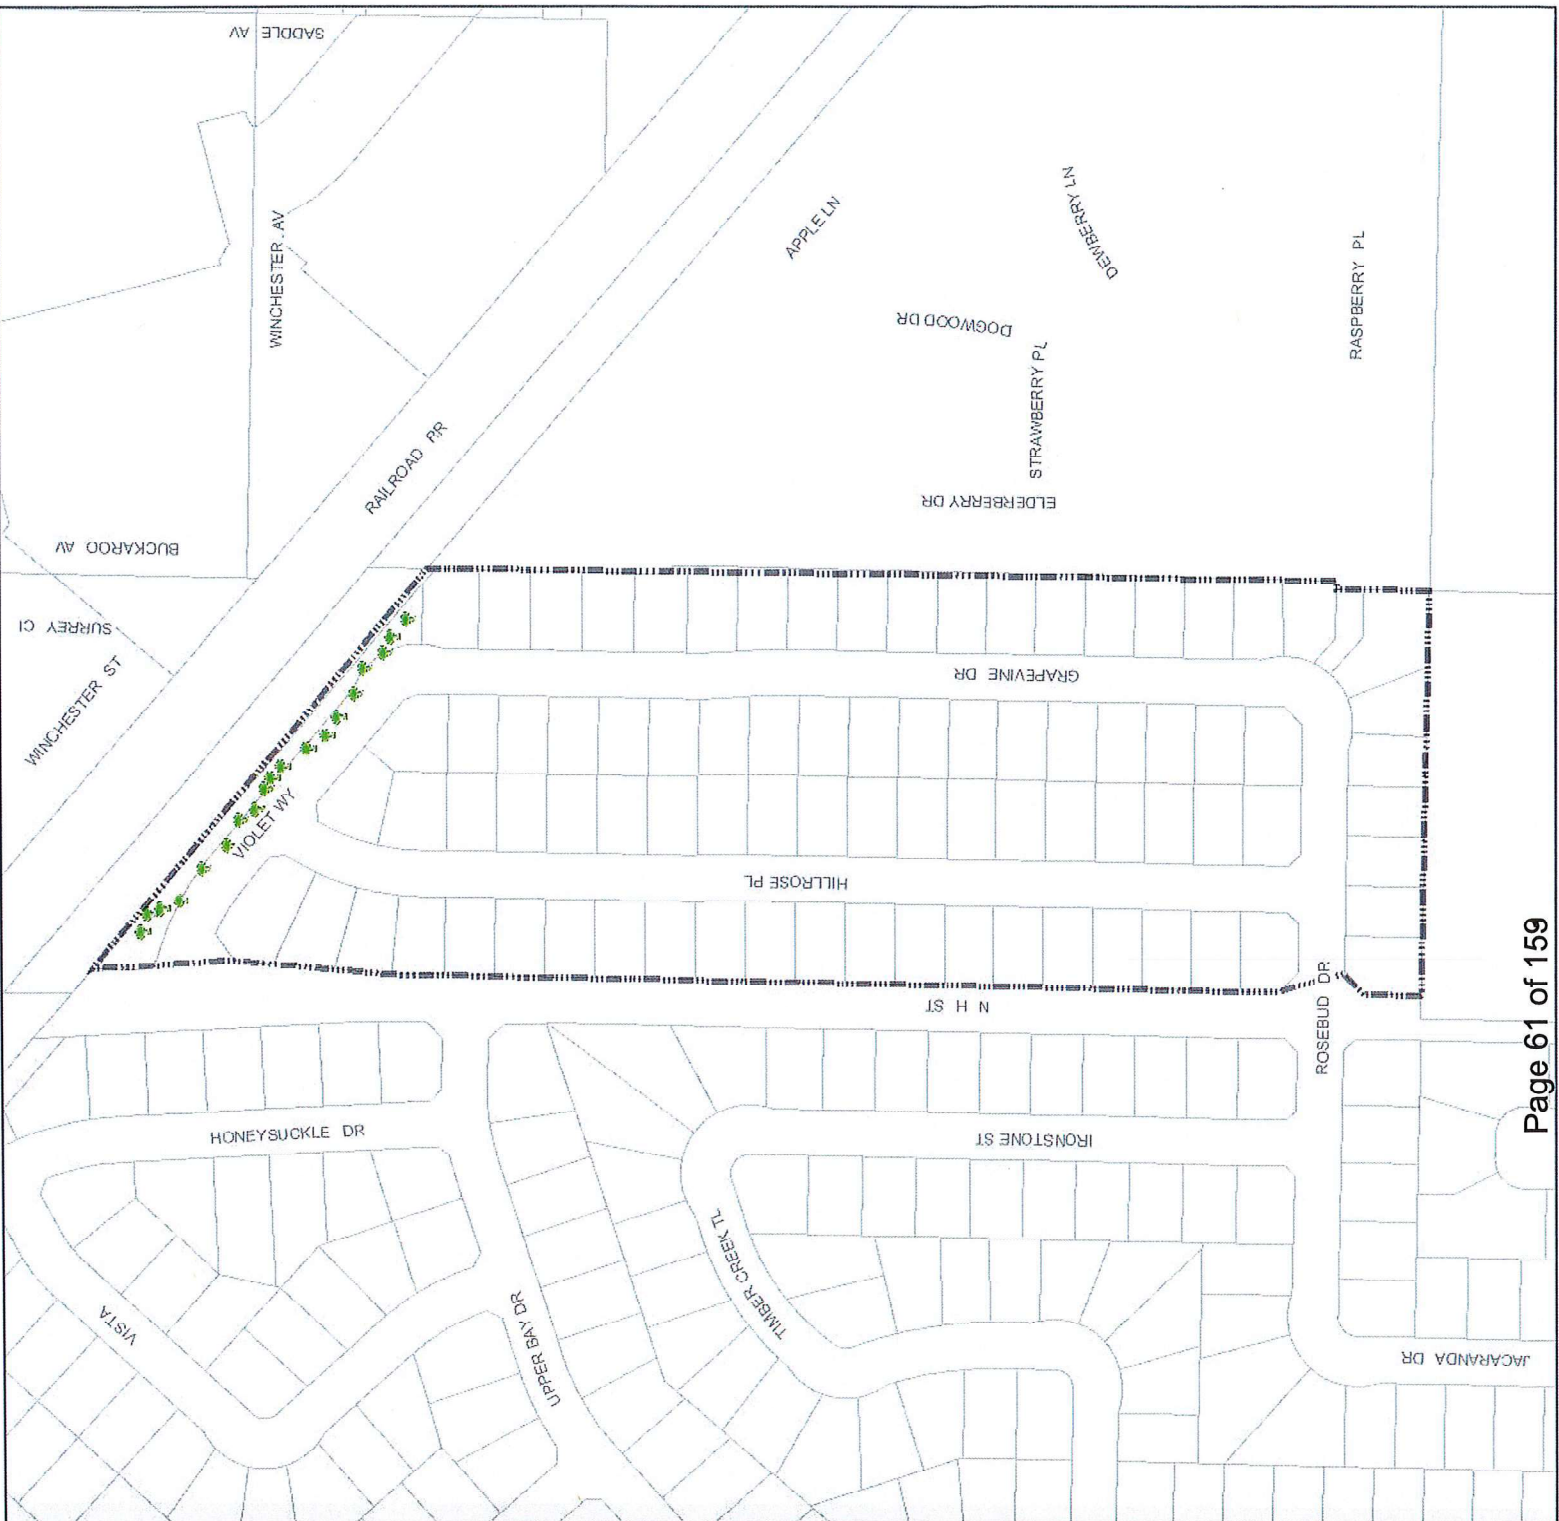 SADDLE AV
WINCHESTER AV
APPLE LN
DEWBERRY LN
DOGWOOD DR
RASPBERRY PL
STRAWBERRY PL
RAILROAD RR
ELDERBERRY DR
BUCKAROO AV
SURREY CI
WINCHESTER ST
GRAPEVINE DR
VIOLET WY
HILLROSE PL
N H ST
ROSEBUD DR
HONEYSUCKLE DR
IRONSTONE ST
TIMBER CREEK TL
VISTA
UPPER BAY DR
JACARANDA DR
Page 61 of 159